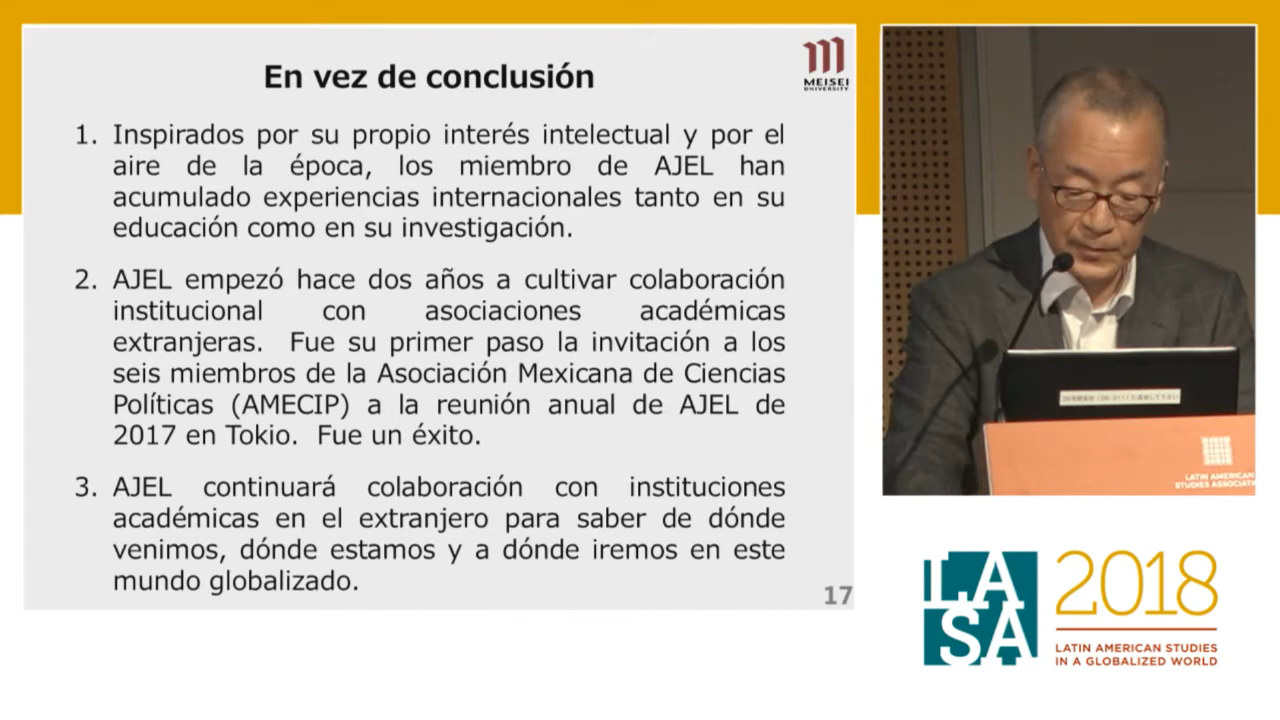 En vez de conclusión
MEISEI
UNIVERSITY
1. Inspirados por su propio interés intelectual y por el
aire de la época, los miembro de AJEL han
acumulado experiencias internacionales tanto en su
educación como en su investigación.
2. AJEL empezó hace dos años a cultivar colaboración
institucional con asociaciones académicas
extranjeras. Fue su primer paso la invitación a los
seis miembros de la Asociación Mexicana de Ciencias
Políticas (AMECIP) a la reunión anual de AJEL de
2017 en Tokio. Fue un éxito.
3. AJEL continuará colaboración con instituciones
académicas en el extranjero para saber de dónde
venimos, dónde estamos y a dónde iremos en este
mundo globalizado.
17
LATIN AMERICAN
STUDIES ASSOCIATI
LASA
2018
LATIN AMERICAN STUDIES
IN A GLOBALIZED WORLD